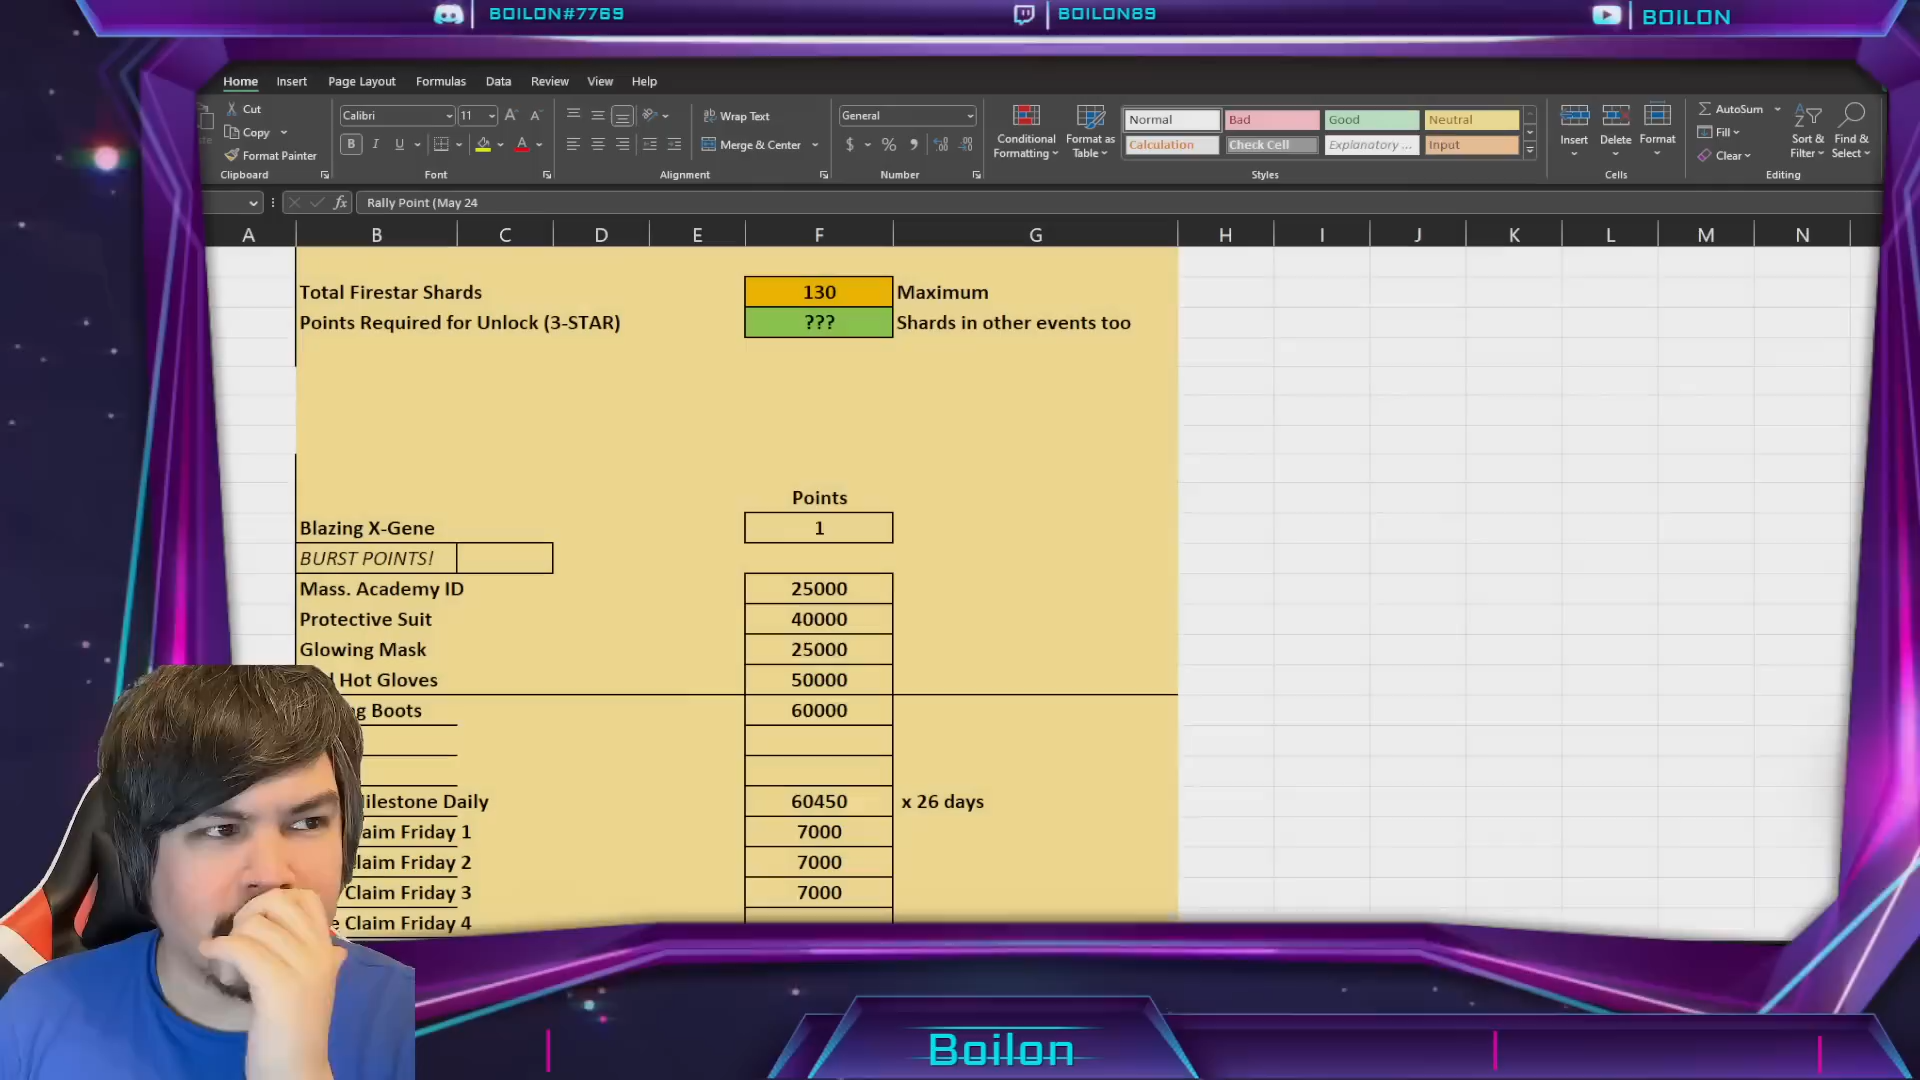 BOILON#7769 BOILON89 BOILON
Home Insert Page Layout Formulas Data Review View Help
Cut
Copy
Format Painter
Clipboard
Calibri 11
B I U
Font
Wrap Text
Merge & Center
Alignment
General
$ % ,
Number
Conditional Formatting
Format as Table
Normal Bad Good Neutral
Calculation Check Cell Explanatory ... Input
Styles
Insert Delete Format
Cells
AutoSum
Fill
Clear
Sort & Filter
Find & Select
Editing
fx Rally Point (May 24
A B C D E F G H I J K L M N
Total Firestar Shards 130 Maximum
Points Required for Unlock (3-STAR) ??? Shards in other events too
Points
Blazing X-Gene 1
BURST POINTS!
Mass. Academy ID 25000
Protective Suit 40000
Glowing Mask 25000
Hot Gloves 50000
Boots 60000
Daily 60450 x 26 days
Friday 1 7000
Friday 2 7000
Claim Friday 3 7000
Claim Friday 4
Boilon